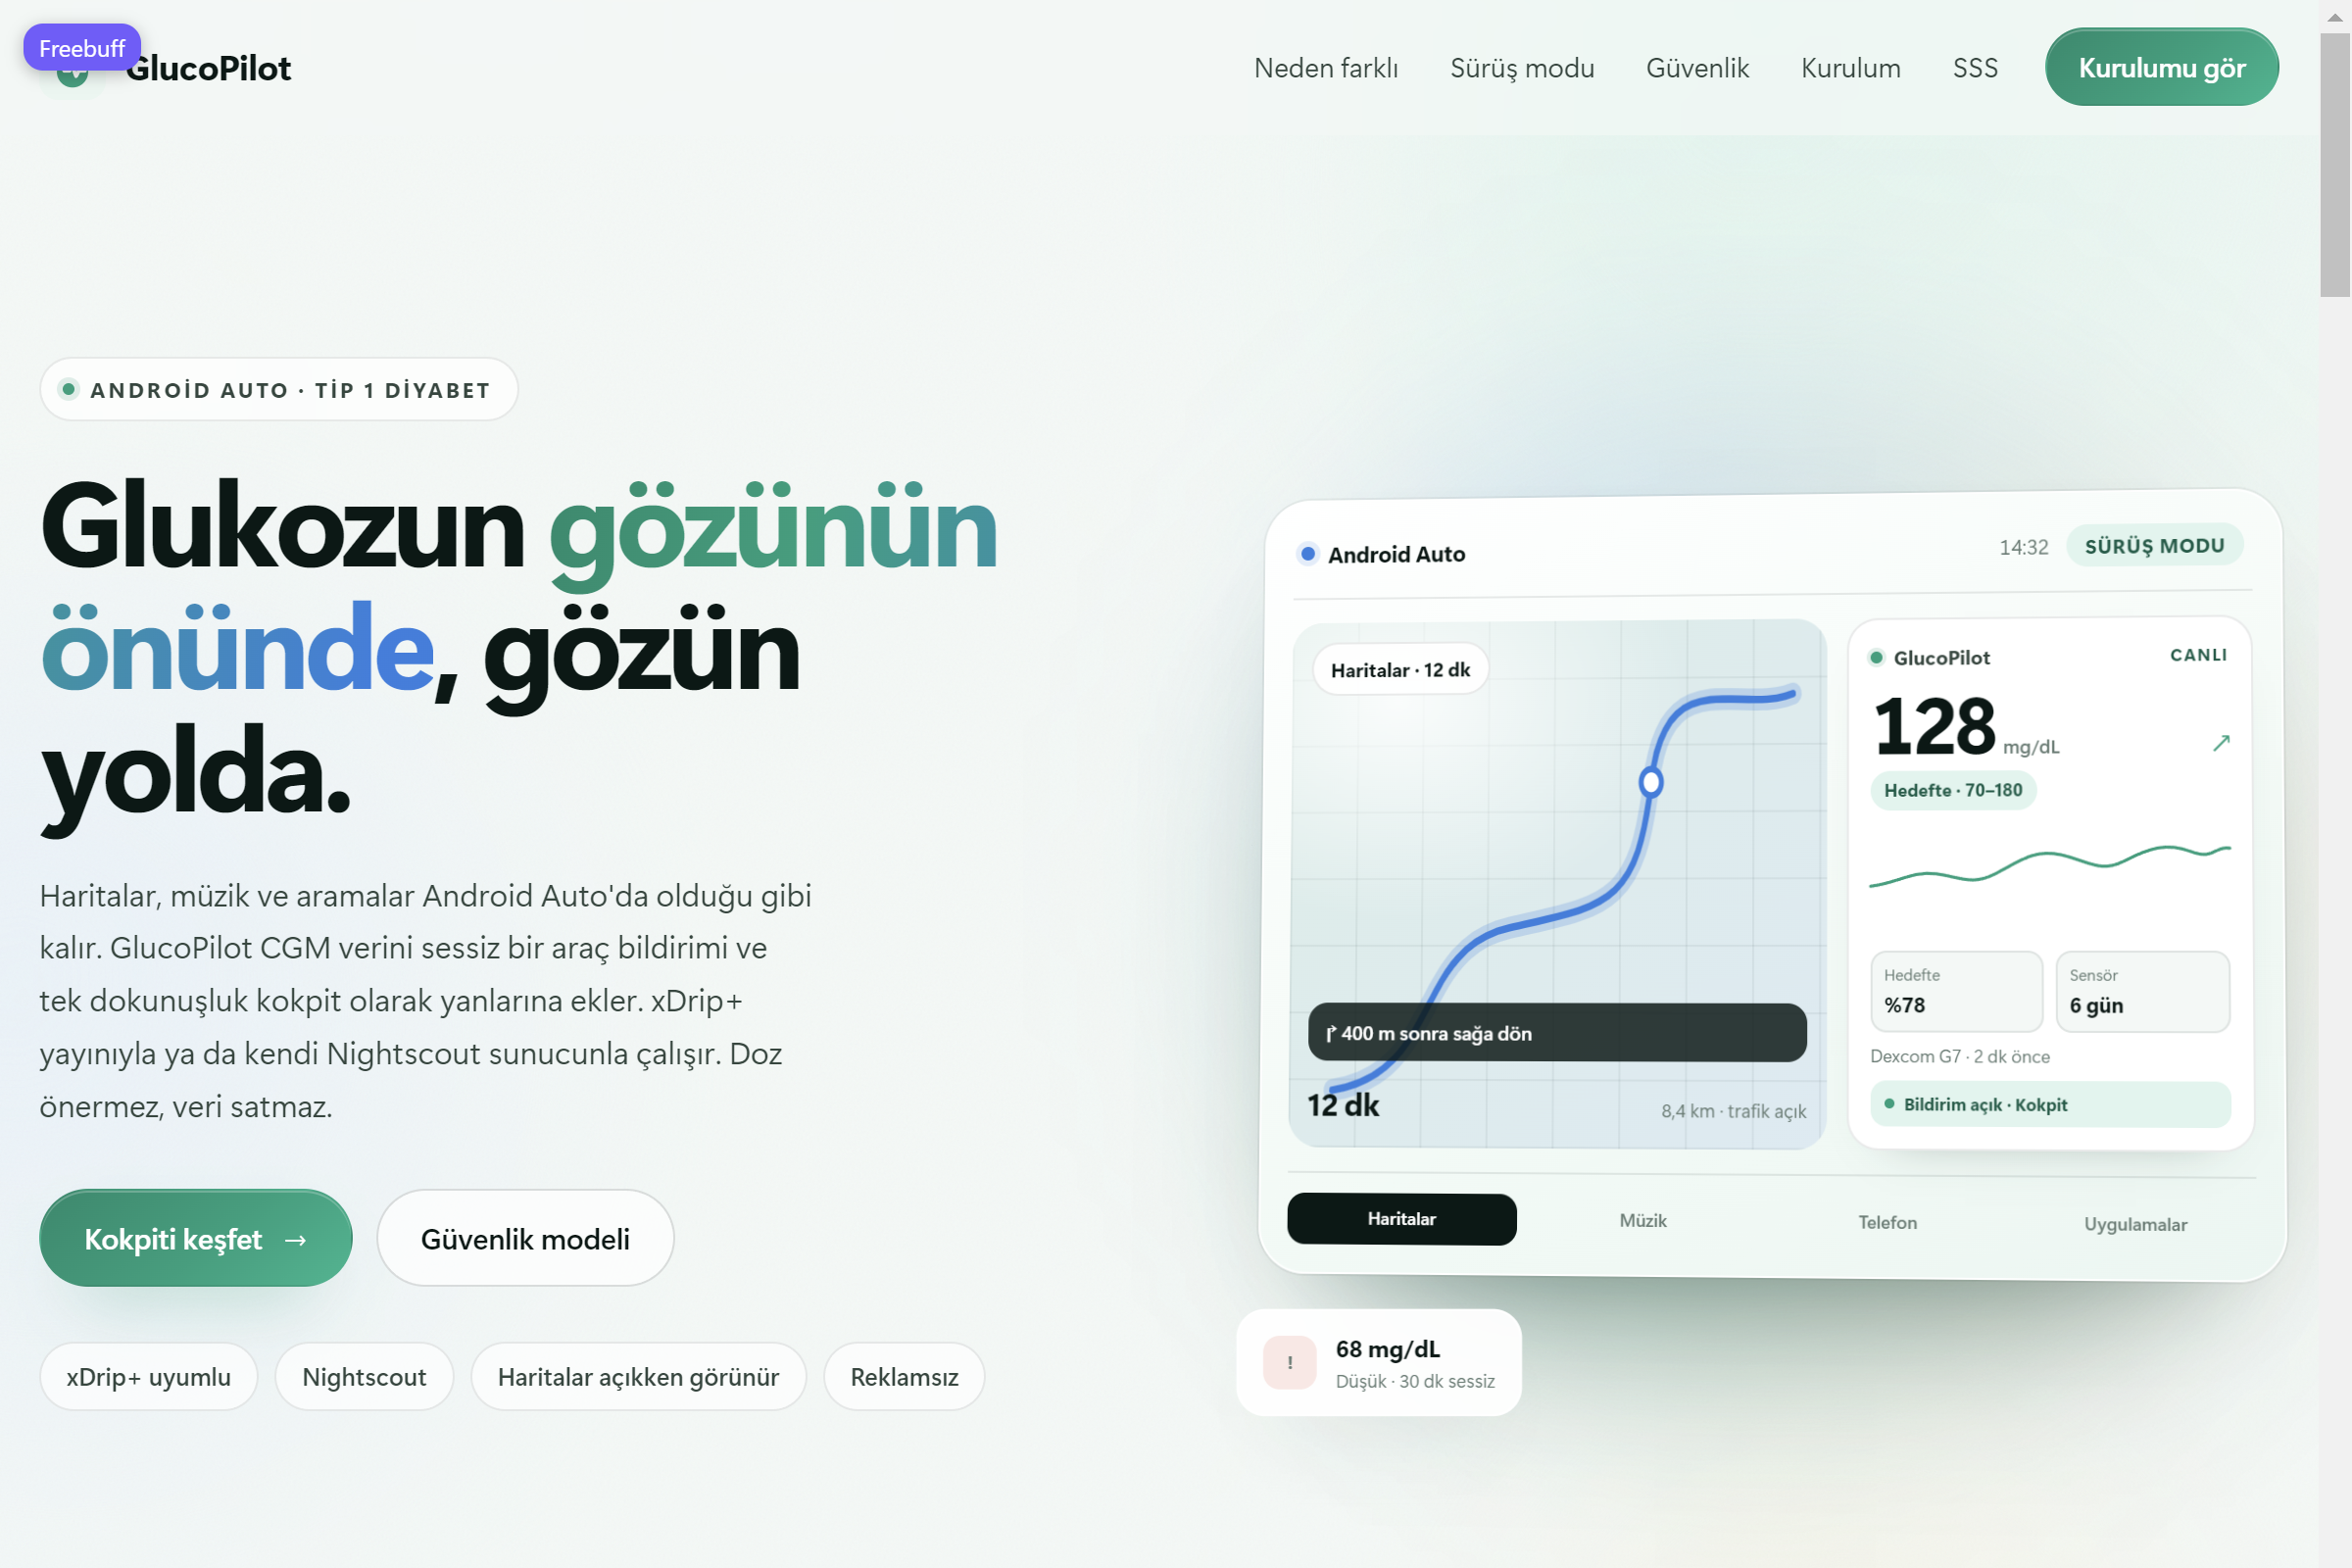 Freebuff
GlucoPilot
Neden farklı
Sürüş modu
Güvenlik
Kurulum
SSS
Kurulumu gör
ANDROİD AUTO · TİP 1 DİYABET
Glukozun gözünün
önünde, gözün
yolda.
Haritalar, müzik ve aramalar Android Auto'da olduğu gibi
kalır. GlucoPilot CGM verini sessiz bir araç bildirimi ve
tek dokunuşluk kokpit olarak yanlarına ekler. xDrip+
yayınıyla ya da kendi Nightscout sunucunla çalışır. Doz
önermez, veri satmaz.
Kokpiti keşfet →
Güvenlik modeli
xDrip+ uyumlu
Nightscout
Haritalar açıkken görünür
Reklamsız
Android Auto
14:32
SÜRÜŞ MODU
Haritalar · 12 dk
↱ 400 m sonra sağa dön
12 dk
8,4 km · trafik açık
GlucoPilot
CANLI
128 mg/dL ↗
Hedefte · 70–180
Hedefte
%78
Sensör
6 gün
Dexcom G7 · 2 dk önce
Bildirim açık · Kokpit
Haritalar
Müzik
Telefon
Uygulamalar
!
68 mg/dL
Düşük · 30 dk sessiz